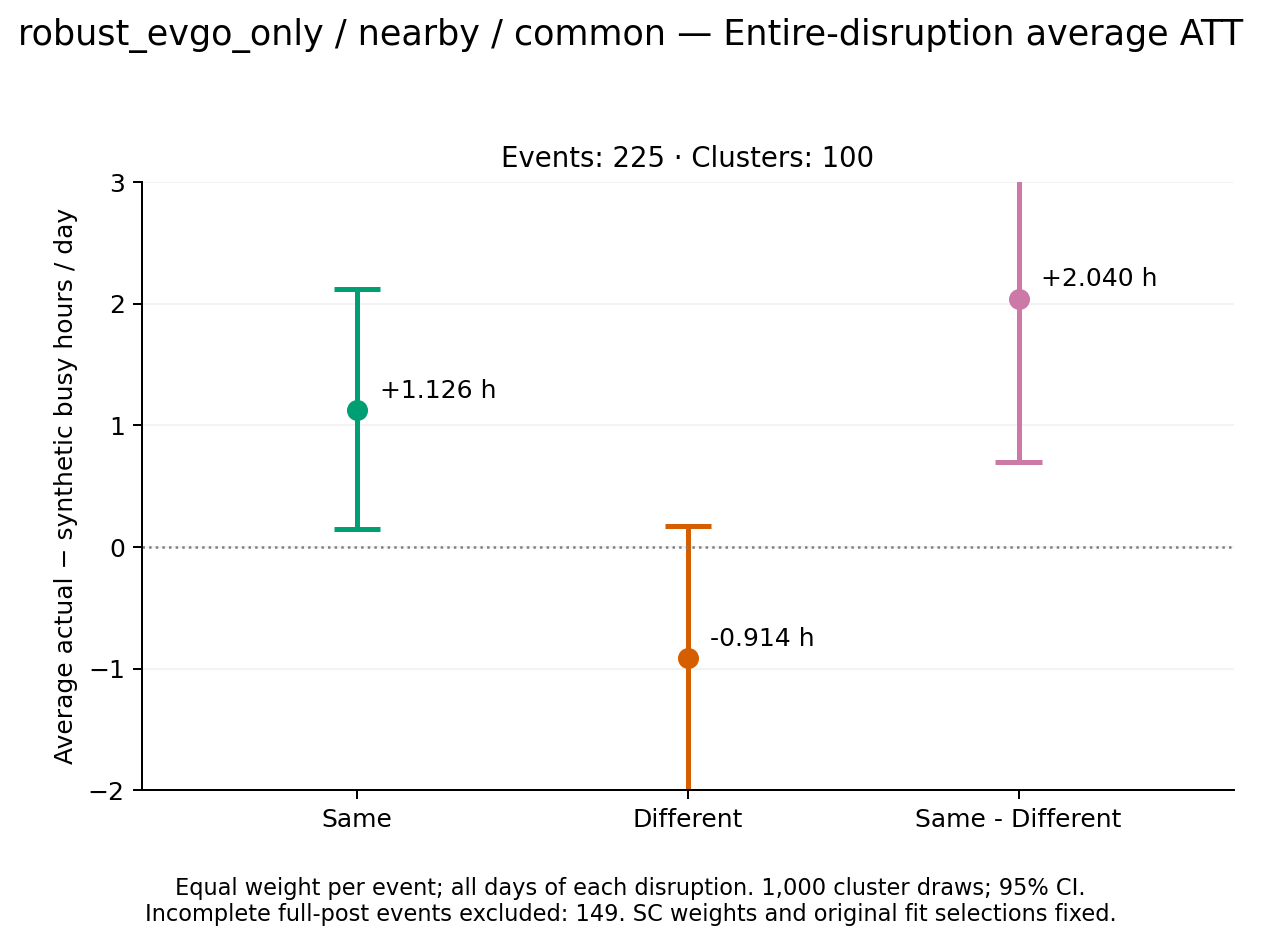 robust_evgo_only / nearby / common — Entire-disruption average ATT
Events: 225 · Clusters: 100
Average actual − synthetic busy hours / day
3
2
1
0
−1
−2
+1.126 h
-0.914 h
+2.040 h
Same
Different
Same - Different
Equal weight per event; all days of each disruption. 1,000 cluster draws; 95% CI.
Incomplete full-post events excluded: 149. SC weights and original fit selections fixed.